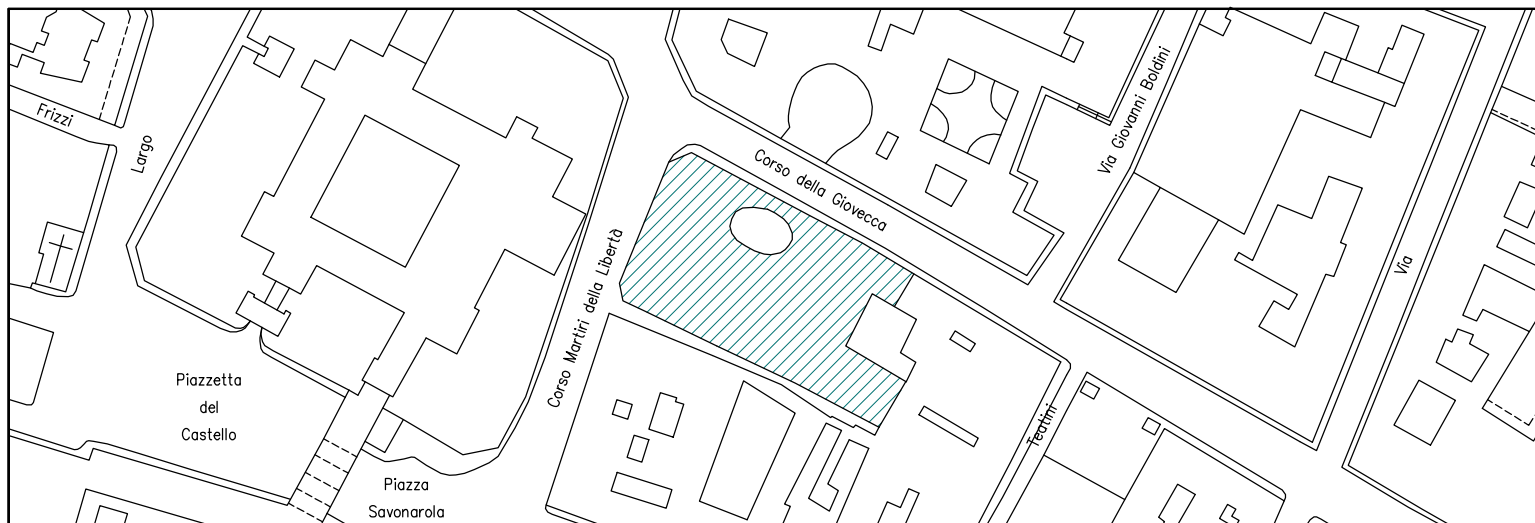 Frizzi
Largo
Corso della Giovecca
Via Giovanni Boldini
Corso Martiri della Libertà
Via
Piazzetta
del
Castello
Teatini
Piazza
Savonarola